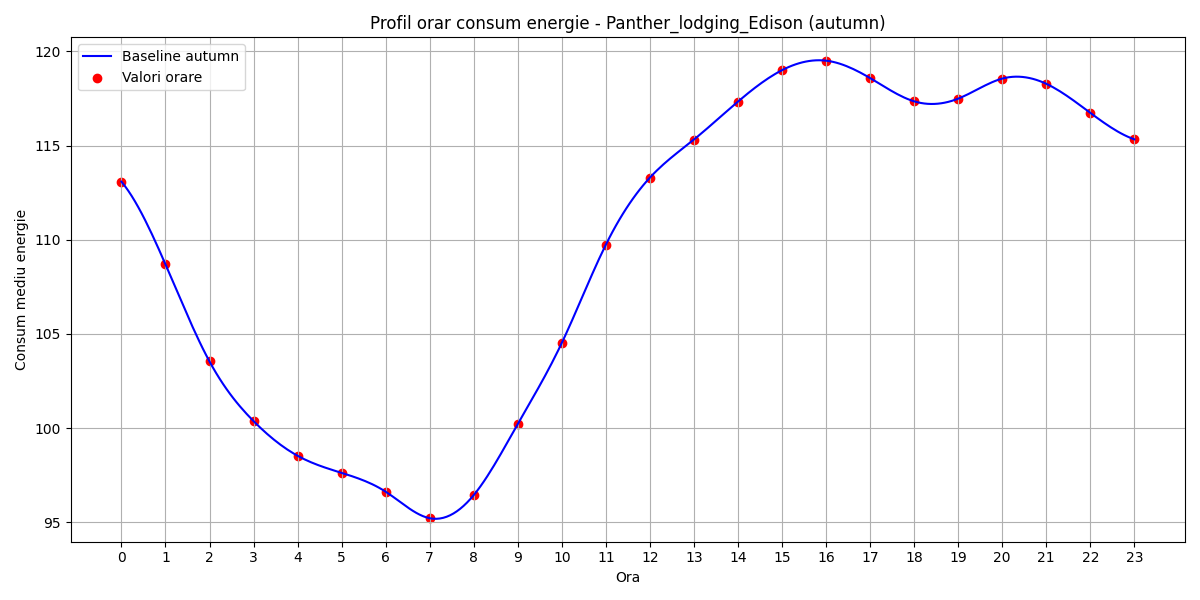 Profil orar consum energie - Panther_lodging_Edison (autumn)
Baseline autumn
Valori orare
Consum mediu energie
120
115
110
105
100
95
0 1 2 3 4 5 6 7 8 9 10 11 12 13 14 15 16 17 18 19 20 21 22 23
Ora